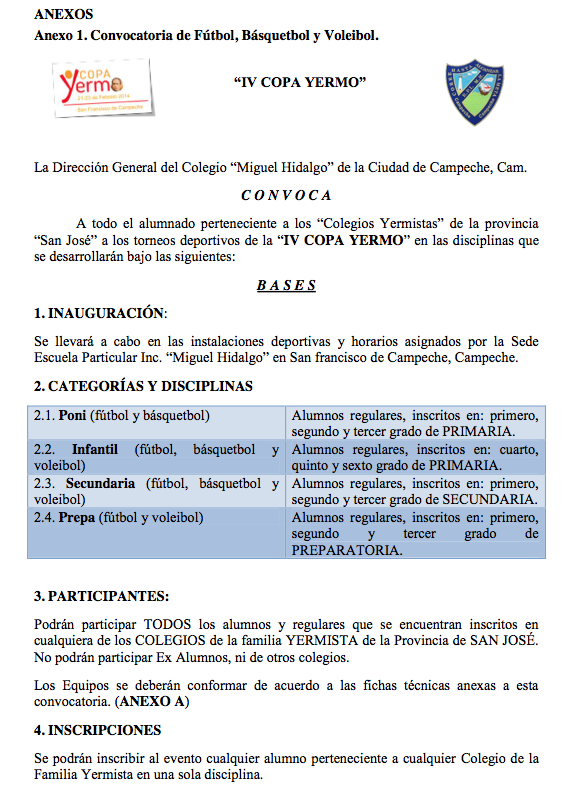 ANEXOS
Anexo 1. Convocatoria de Fútbol, Básquetbol y Voleibol.
COPA
Yermo
21-23 de Febrero 2014
San Francisco de Campeche
“IV COPA YERMO”
La Dirección General del Colegio “Miguel Hidalgo” de la Ciudad de Campeche, Cam.
C O N V O C A
A todo el alumnado perteneciente a los “Colegios Yermistas” de la provincia
“San José” a los torneos deportivos de la “IV COPA YERMO” en las disciplinas que
se desarrollarán bajo las siguientes:
B A S E S
1. INAUGURACIÓN:
Se llevará a cabo en las instalaciones deportivas y horarios asignados por la Sede
Escuela Particular Inc. “Miguel Hidalgo” en San francisco de Campeche, Campeche.
2. CATEGORÍAS Y DISCIPLINAS
2.1. Poni (fútbol y básquetbol)
Alumnos regulares, inscritos en: primero,
segundo y tercer grado de PRIMARIA.
2.2. Infantil (fútbol, básquetbol y
voleibol)
Alumnos regulares, inscritos en: cuarto,
quinto y sexto grado de PRIMARIA.
2.3. Secundaria (fútbol, básquetbol y
voleibol)
Alumnos regulares, inscritos en: primero,
segundo y tercer grado de SECUNDARIA.
2.4. Prepa (fútbol y voleibol)
Alumnos regulares, inscritos en: primero,
segundo y tercer grado de
PREPARATORIA.
3. PARTICIPANTES:
Podrán participar TODOS los alumnos y regulares que se encuentran inscritos en
cualquiera de los COLEGIOS de la familia YERMISTA de la Provincia de SAN JOSÉ.
No podrán participar Ex Alumnos, ni de otros colegios.
Los Equipos se deberán conformar de acuerdo a las fichas técnicas anexas a esta
convocatoria. (ANEXO A)
4. INSCRIPCIONES
Se podrán inscribir al evento cualquier alumno perteneciente a cualquier Colegio de la
Familia Yermista en una sola disciplina.